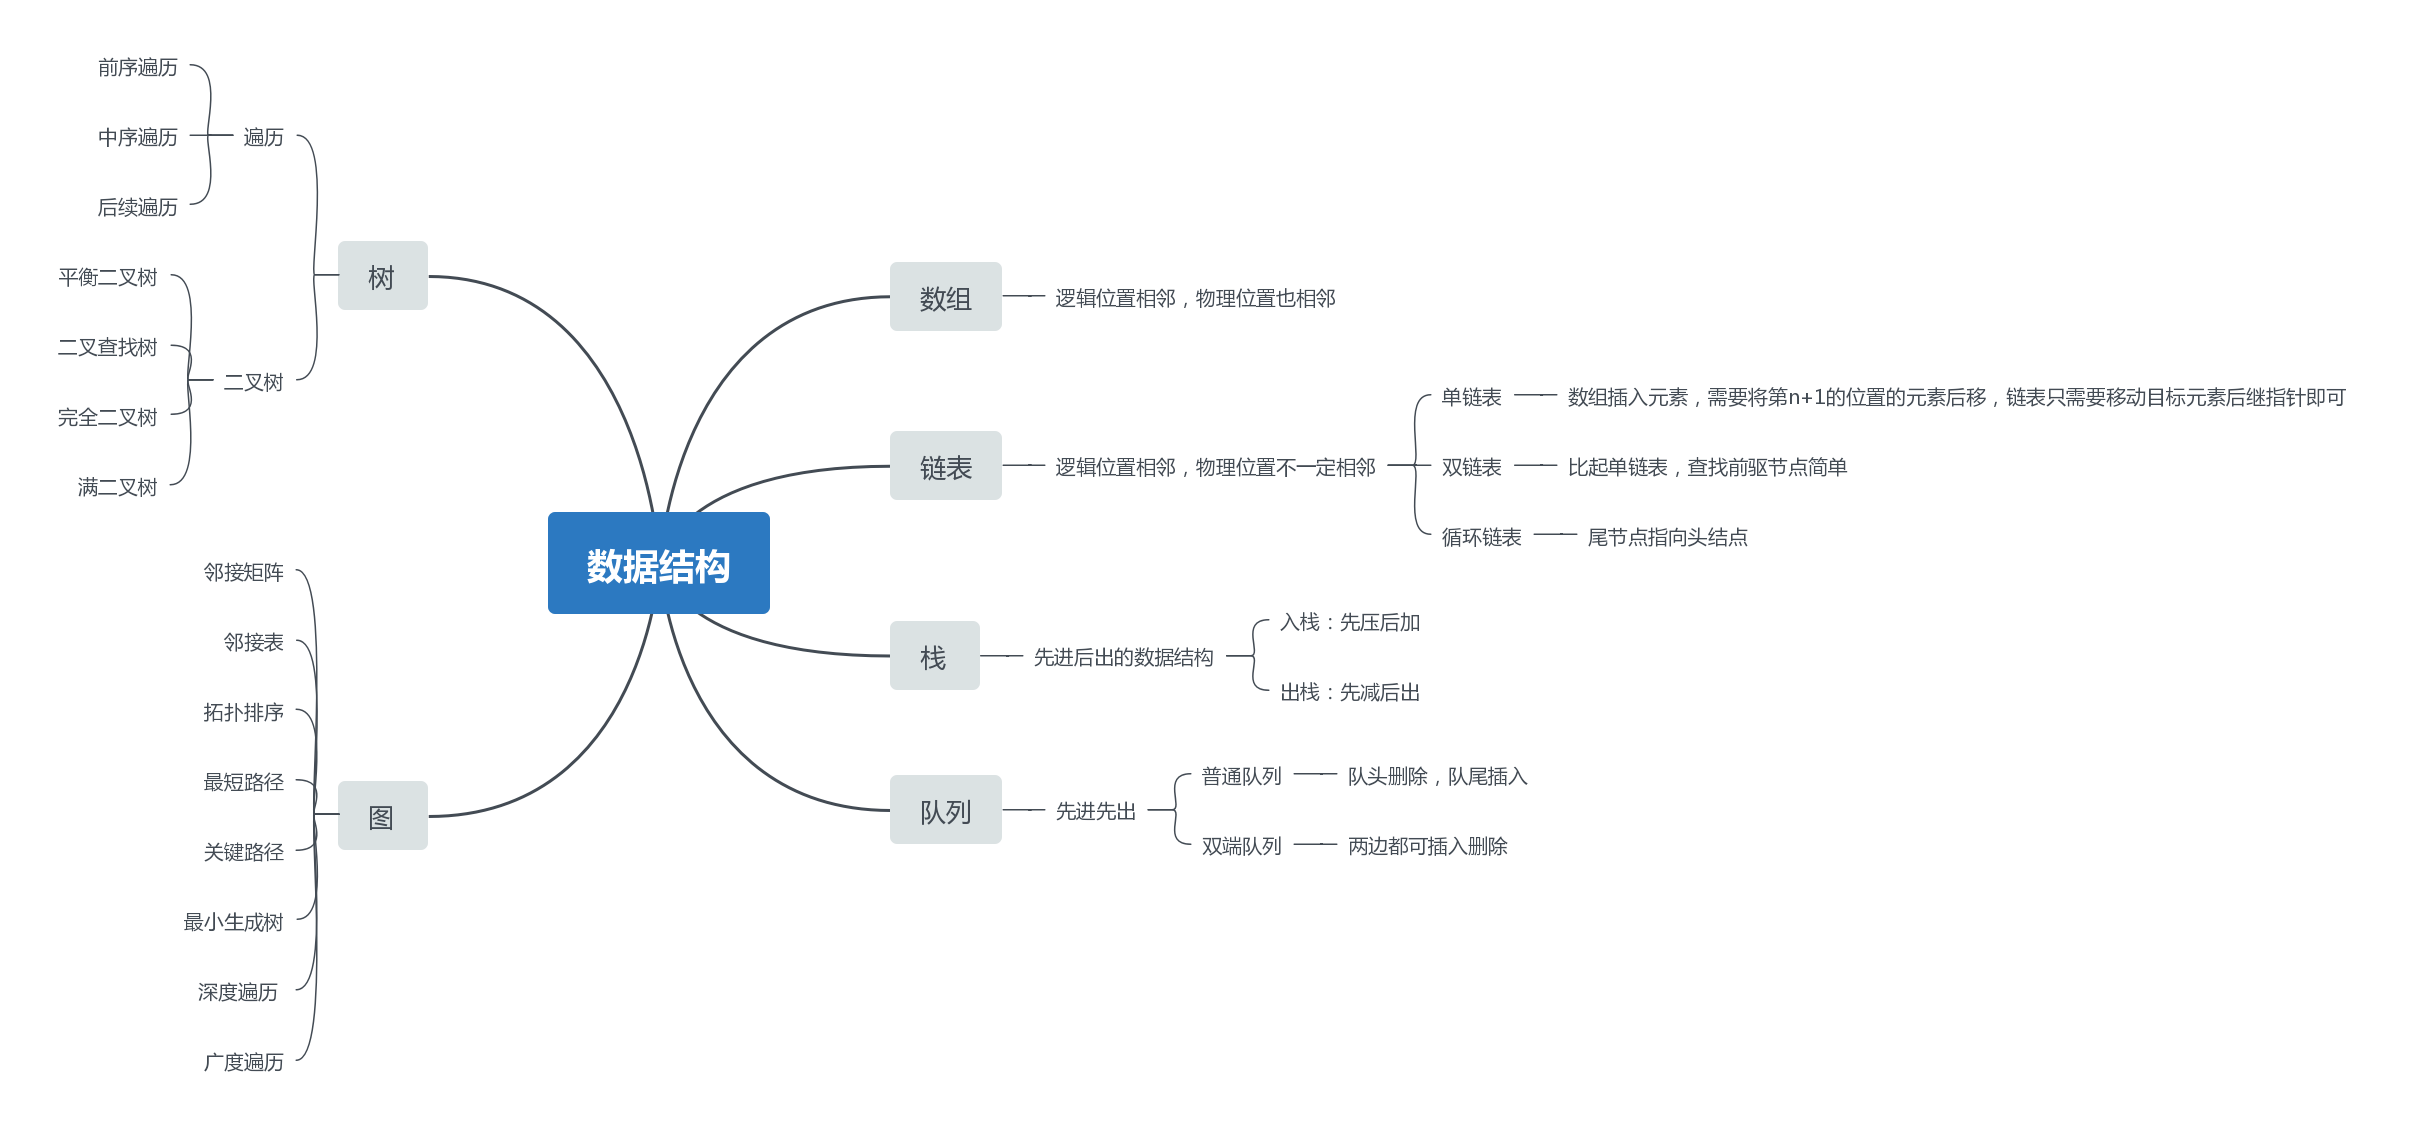 数据结构
树
遍历
前序遍历
中序遍历
后续遍历
二叉树
平衡二叉树
二叉查找树
完全二叉树
满二叉树
图
邻接矩阵
邻接表
拓扑排序
最短路径
关键路径
最小生成树
深度遍历
广度遍历
数组
逻辑位置相邻，物理位置也相邻
链表
逻辑位置相邻，物理位置不一定相邻
单链表
数组插入元素，需要将第n+1的位置的元素后移，链表只需要移动目标元素后继指针即可
双链表
比起单链表，查找前驱节点简单
循环链表
尾节点指向头结点
栈
先进后出的数据结构
入栈：先压后加
出栈：先减后出
队列
先进先出
普通队列
队头删除，队尾插入
双端队列
两边都可插入删除